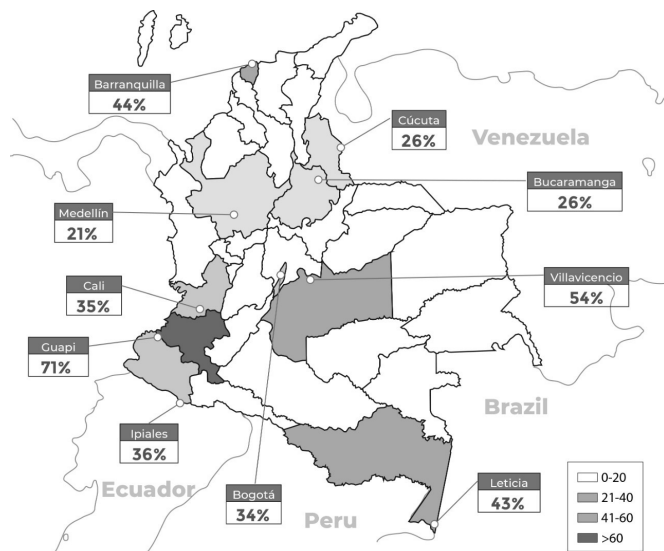 Barranquilla
44%
Cúcuta
26%
Venezuela
Bucaramanga
26%
Medellín
21%
Cali
35%
Villavicencio
54%
Guapi
71%
Ipiales
36%
Brazil
Ecuador
Bogotá
34%
Peru
Leticia
43%
0-20
21-40
41-60
>60